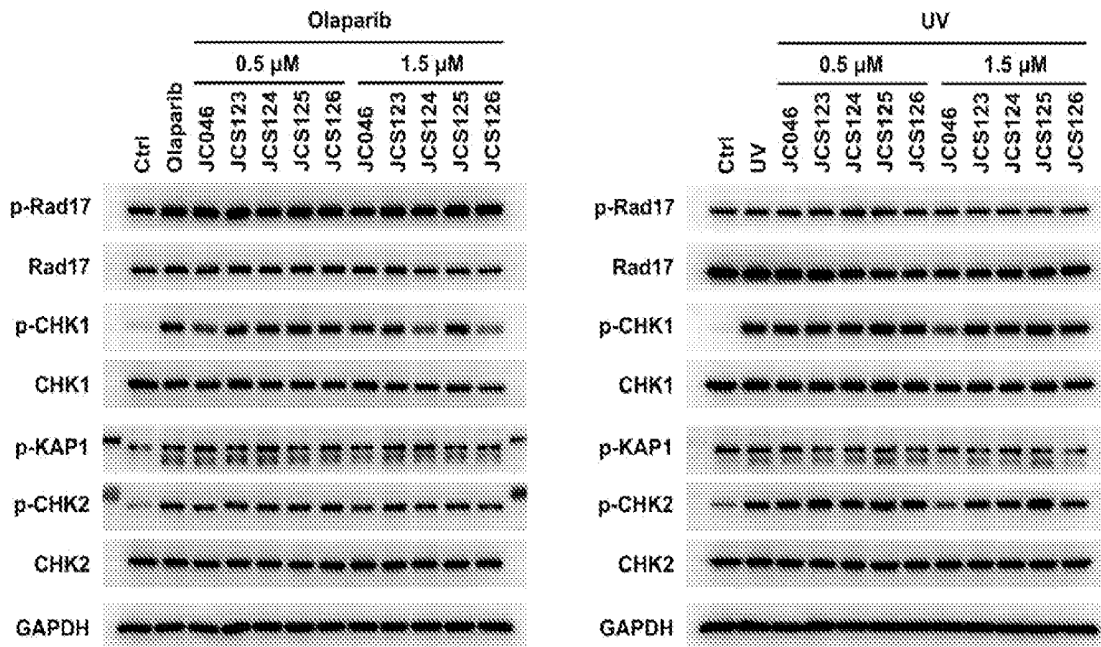 Olaparib
0.5 µM 1.5 µM
Ctrl Olaparib JC046 JCS123 JCS124 JCS125 JCS126 JC046 JCS123 JCS124 JCS125 JCS126
p-Rad17
Rad17
p-CHK1
CHK1
p-KAP1
p-CHK2
CHK2
GAPDH
UV
0.5 µM 1.5 µM
Ctrl UV JC046 JCS123 JCS124 JCS125 JCS126 JC046 JCS123 JCS124 JCS125 JCS126
p-Rad17
Rad17
p-CHK1
CHK1
p-KAP1
p-CHK2
CHK2
GAPDH